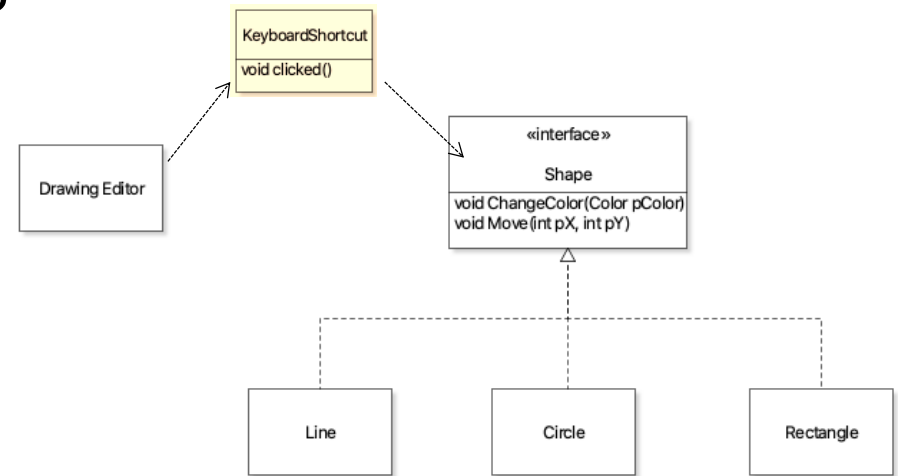 KeyboardShortcut
void clicked()
«interface»
Shape
void ChangeColor(Color pColor)
void Move(int pX, int pY)
Drawing Editor
Line
Circle
Rectangle